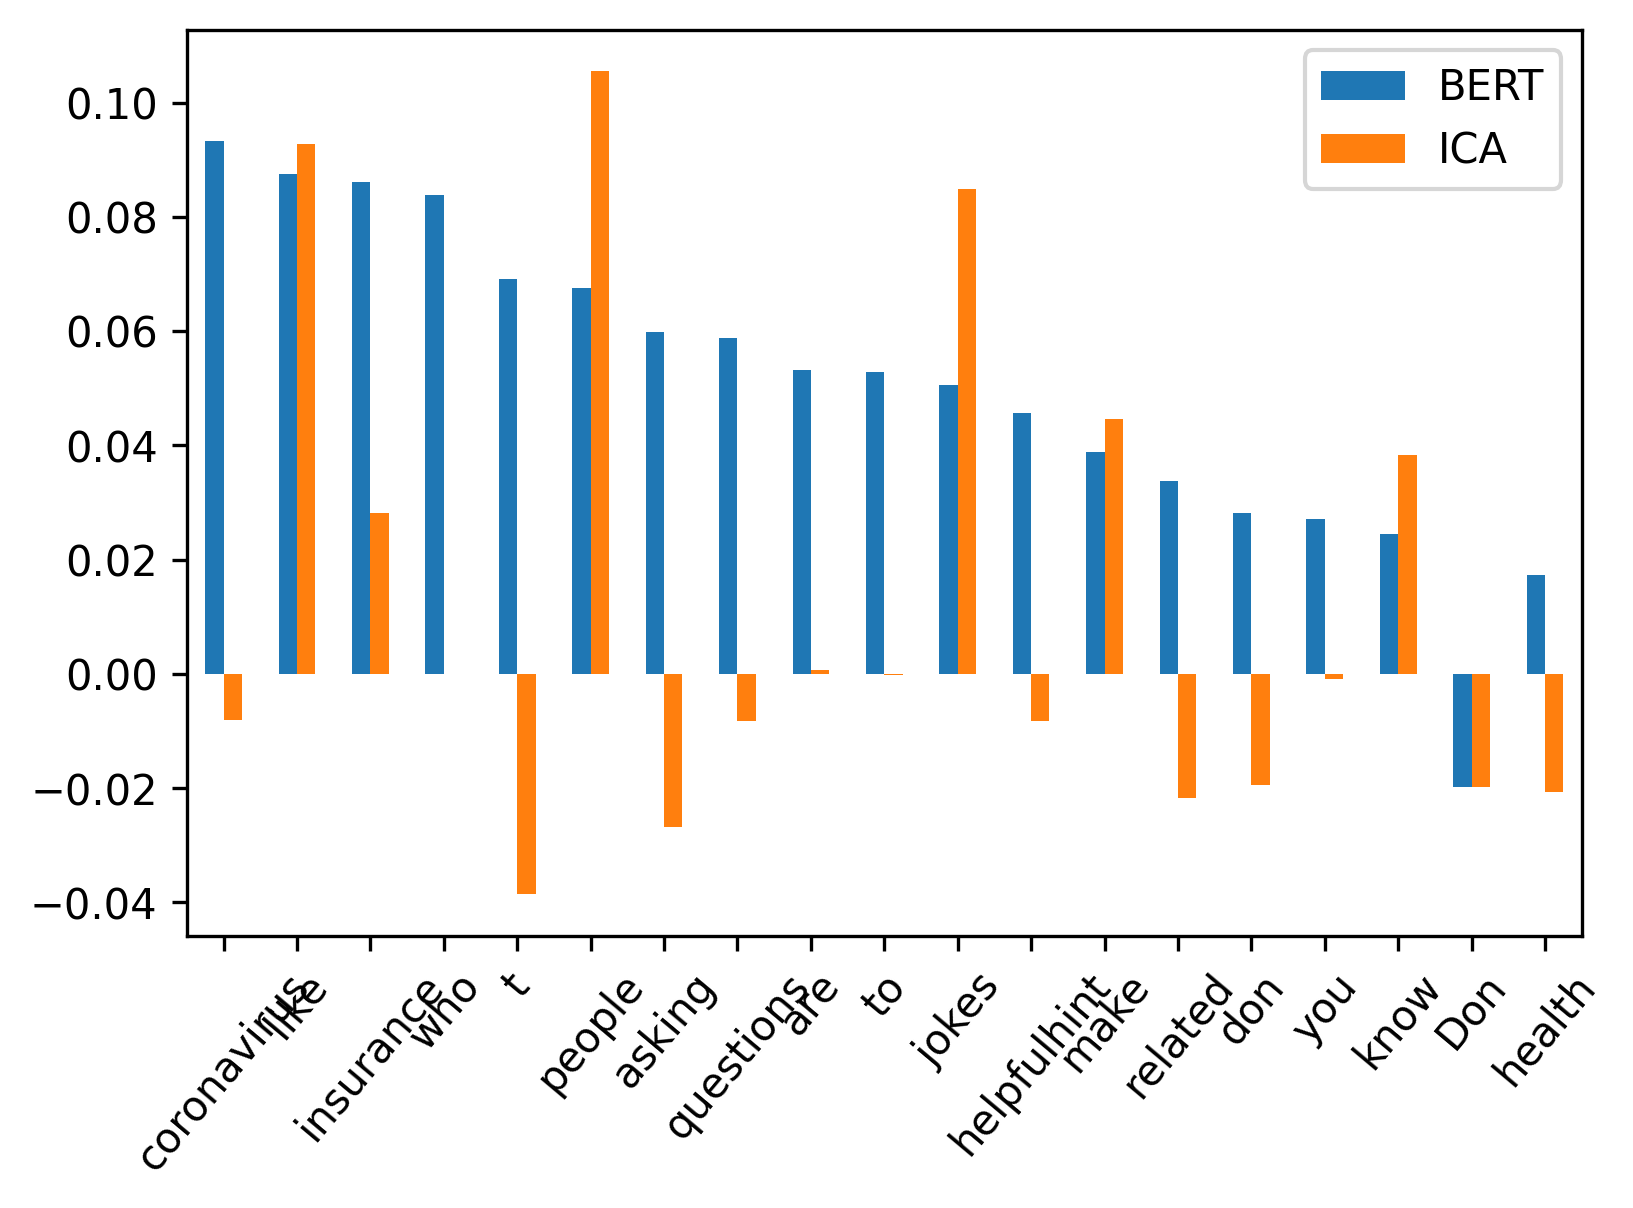 BERT
ICA
0.10
0.08
0.06
0.04
0.02
0.00
−0.02
−0.04
coronavirus
like
insurance
who
t
people
asking
questions
are
to
jokes
helpfulhint
make
related
don
you
know
Don
health